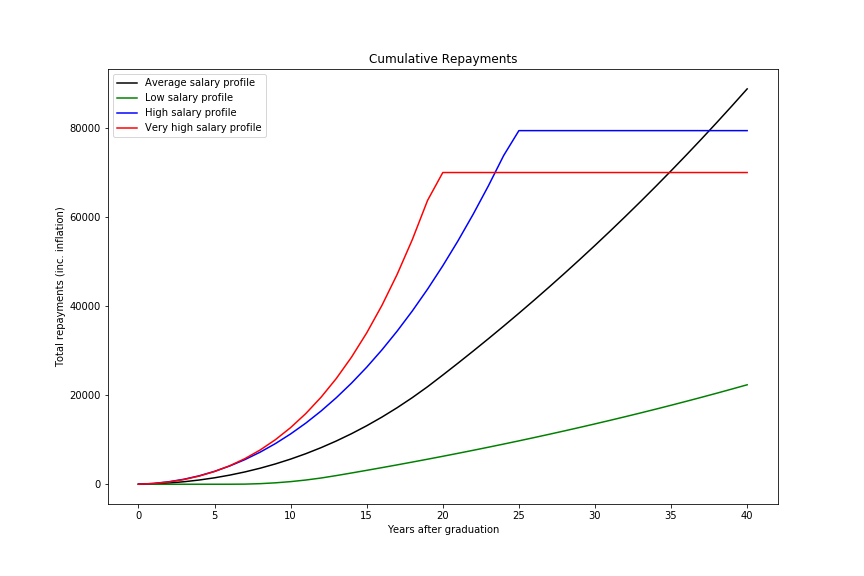 Cumulative Repayments
Average salary profile
Low salary profile
High salary profile
Very high salary profile
Total repayments (inc. inflation)
80000
60000
40000
20000
0
0 5 10 15 20 25 30 35 40
Years after graduation